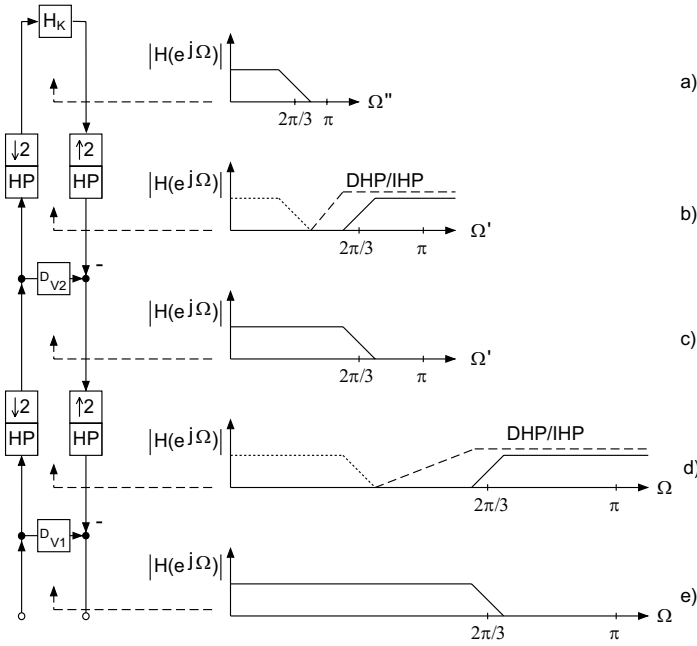 H_K
|H(e^jΩ)|
2π/3 π
Ω''
a)
↓2
↑2
HP
HP
|H(e^jΩ)|
DHP/IHP
2π/3 π
Ω'
b)
D_V2
-
|H(e^jΩ)|
2π/3 π
Ω'
c)
↓2
↑2
HP
HP
|H(e^jΩ)|
DHP/IHP
2π/3 π
Ω
d)
D_V1
-
|H(e^jΩ)|
2π/3 π
Ω
e)